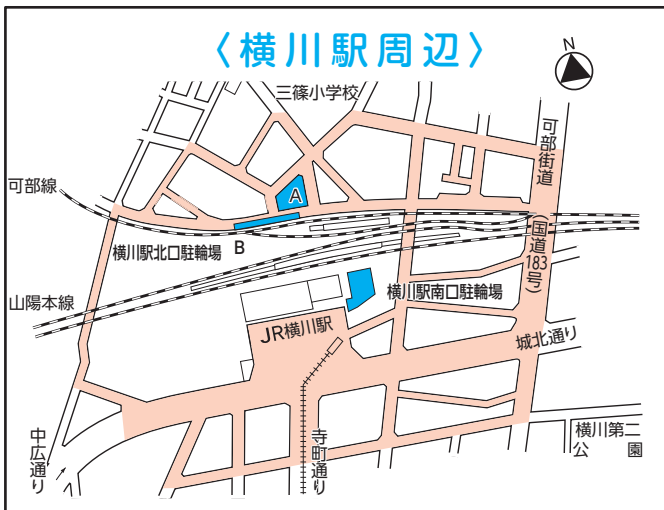 〈横川駅周辺〉
N
三篠小学校
可部街道
(国道183号)
可部線
A
横川駅北口駐輪場
B
横川駅南口駐輪場
山陽本線
JR横川駅
城北通り
中広通り
寺町通り
横川第二
公園